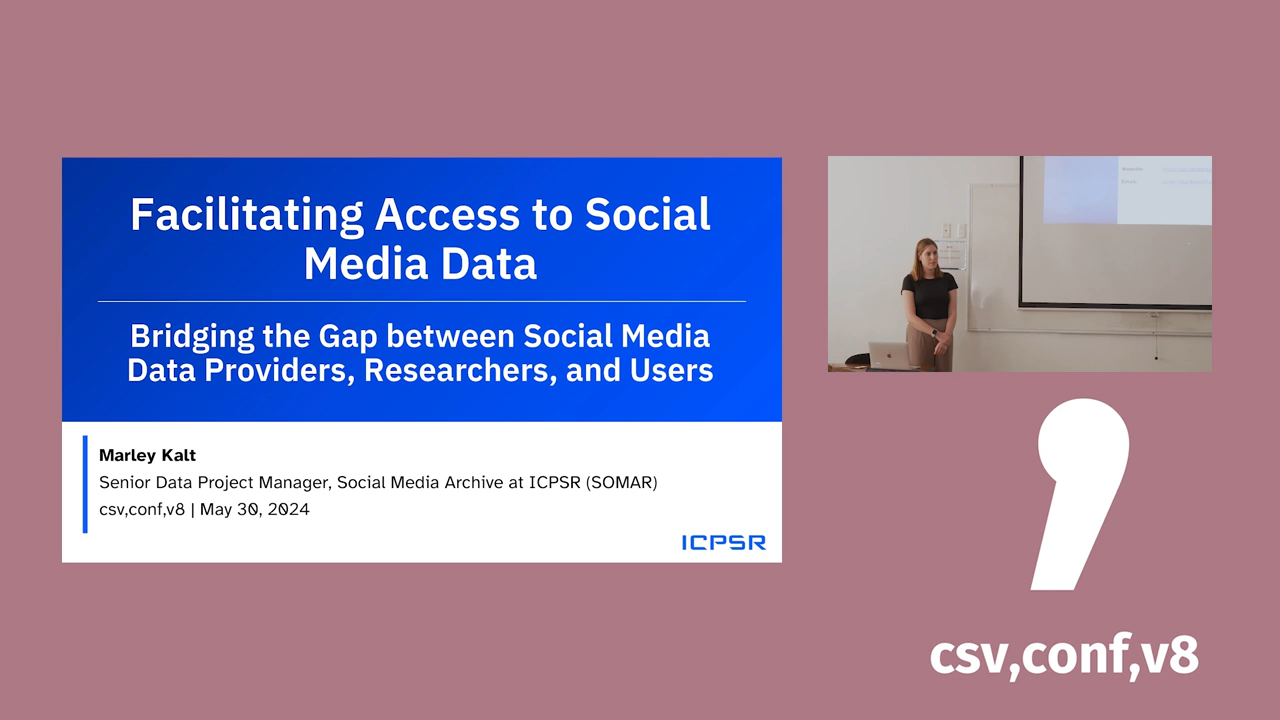 Facilitating Access to Social
Media Data
Bridging the Gap between Social Media
Data Providers, Researchers, and Users
Marley Kalt
Senior Data Project Manager, Social Media Archive at ICPSR (SOMAR)
csv,conf,v8 | May 30, 2024
ICPSR
csv,conf,v8